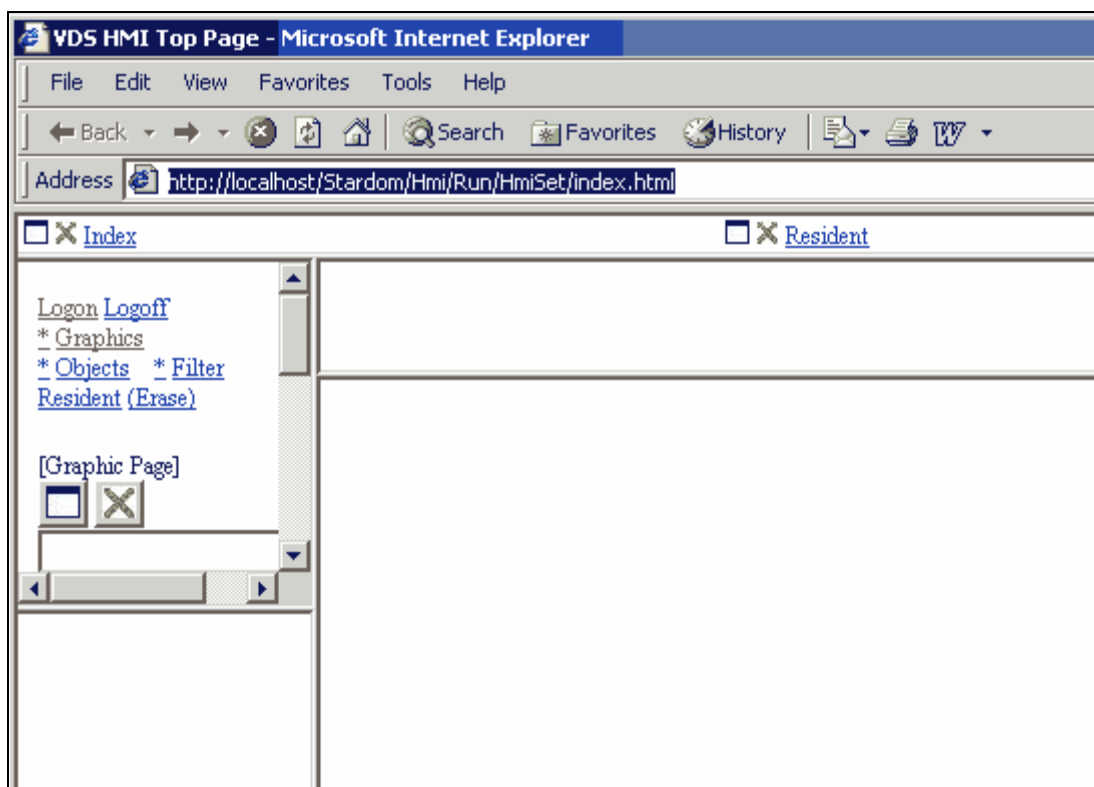 VDS HMI Top Page - Microsoft Internet Explorer
File Edit View Favorites Tools Help
Back Search Favorites History W
Address http://localhost/Stardom/Hmi/Run/HmiSet/index.html
Index Resident
Logon Logoff
* Graphics
* Objects * Filter
Resident (Erase)
[Graphic Page]